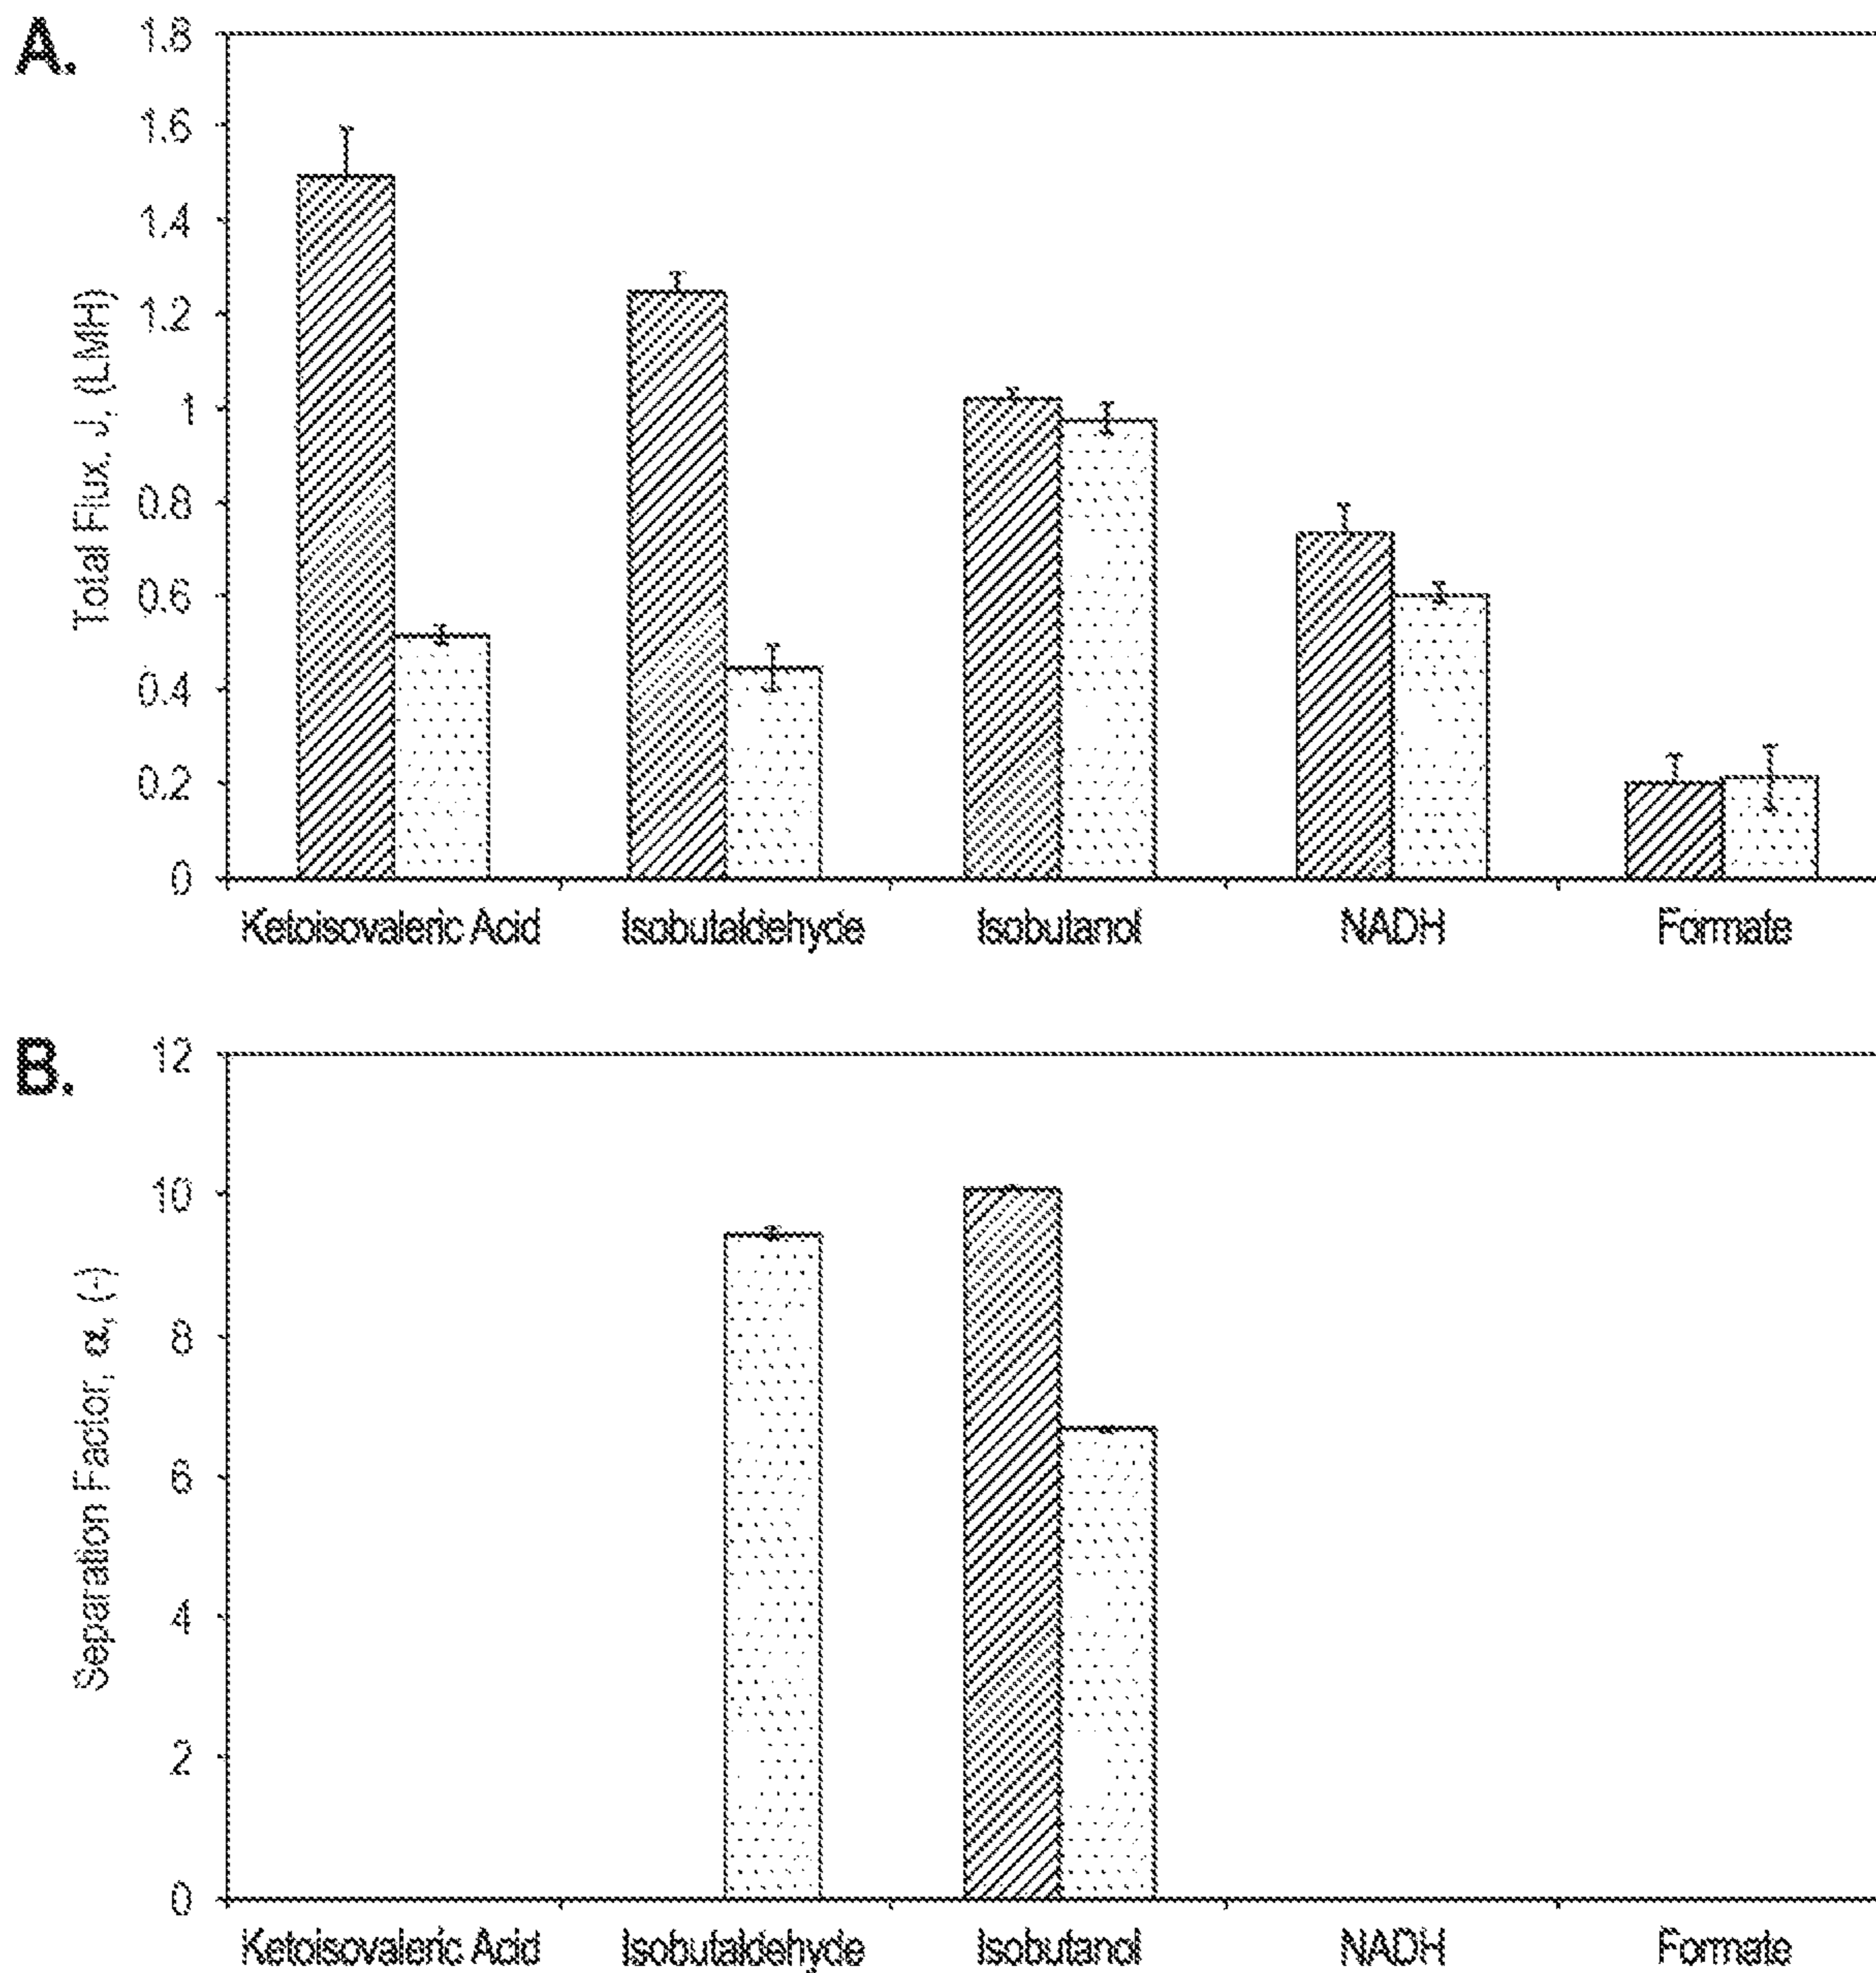 A.
Total Flux, J, (LMH)
1.8
1.6
1.4
1.2
1
0.8
0.6
0.4
0.2
0
Ketoisovaleric Acid Isobutaldehyde Isobutanol NADH Formate
B.
Separation Factor, α, (-)
12
10
8
6
4
2
0
Ketoisovaleric Acid Isobutaldehyde Isobutanol NADH Formate